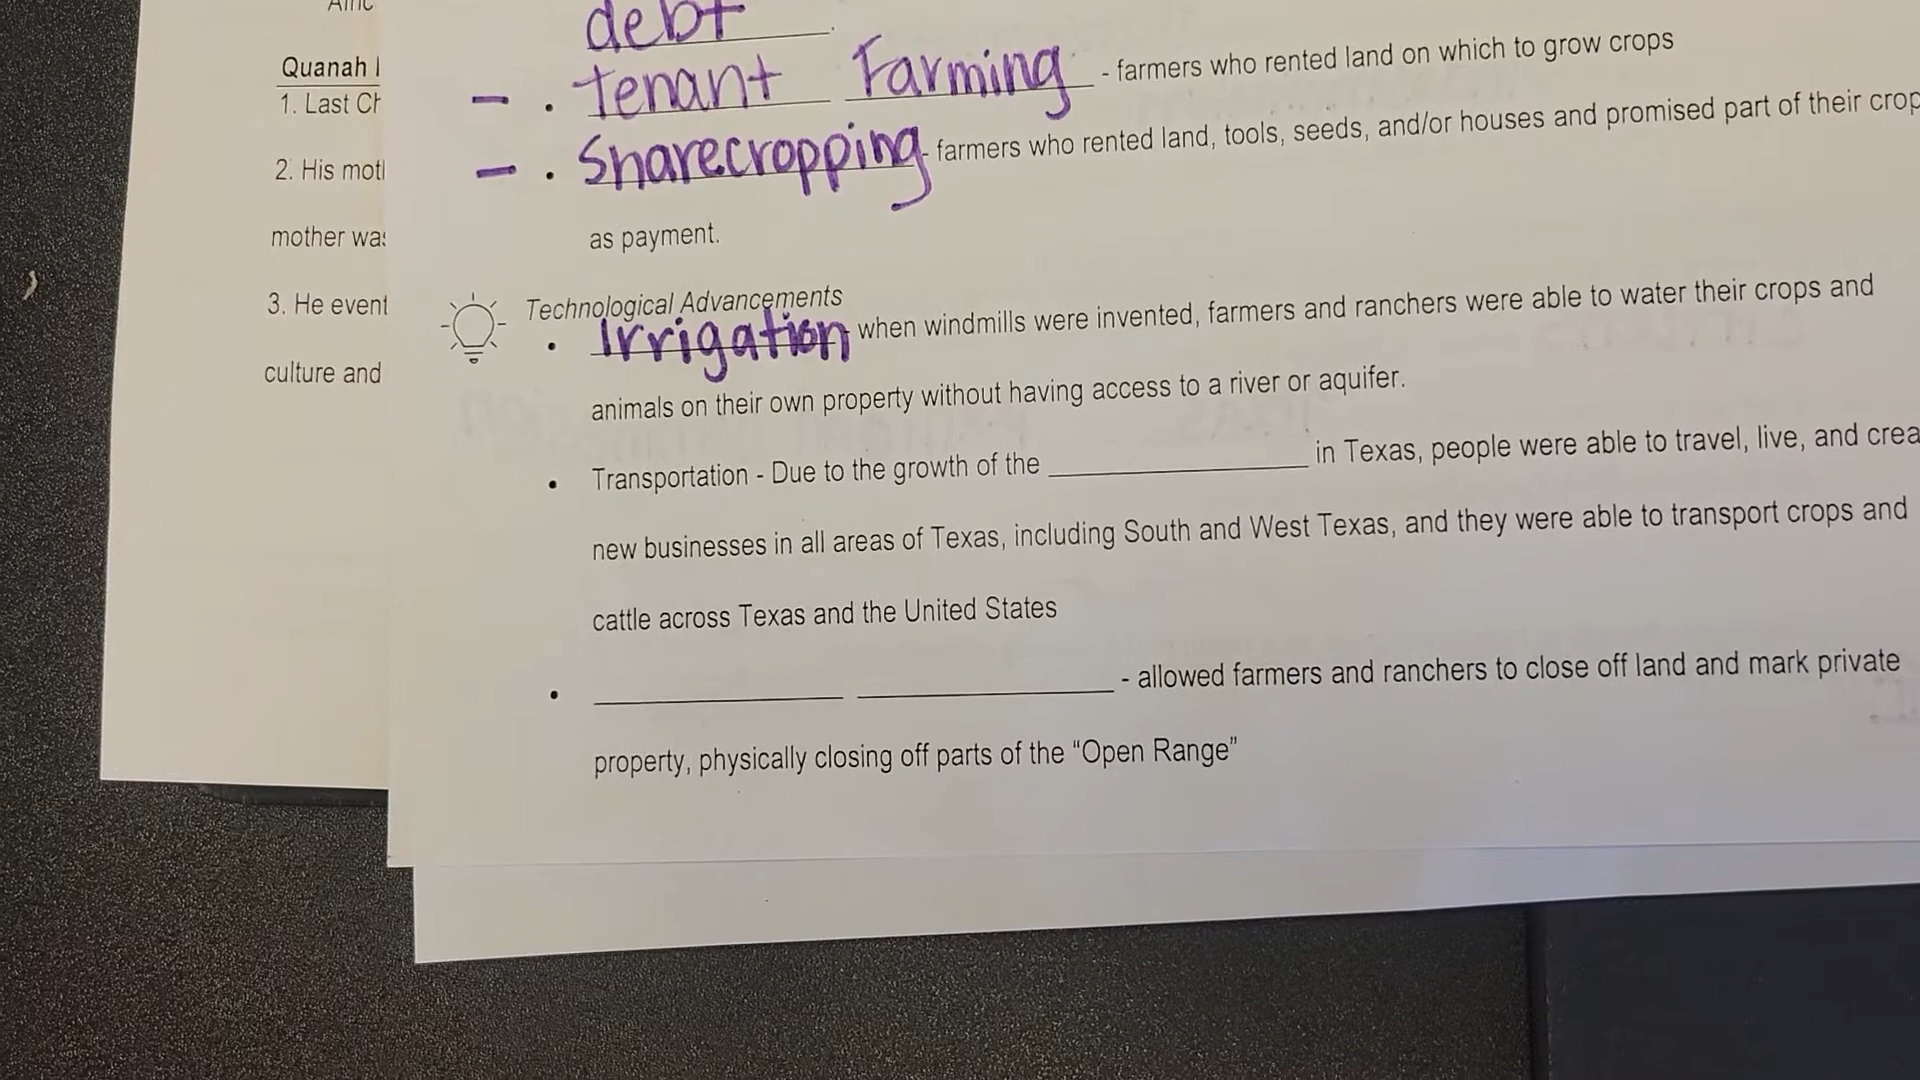 debt.
Quanah
- . Tenant Farming - farmers who rented land on which to grow crops
1. Last Ch
- . Sharecropping - farmers who rented land, tools, seeds, and/or houses and promised part of their crop
2. His moth
mother was
as payment.
3. He event
Technological Advancements
• Irrigation - when windmills were invented, farmers and ranchers were able to water their crops and
culture and
animals on their own property without having access to a river or aquifer.
• Transportation - Due to the growth of the ____________ in Texas, people were able to travel, live, and crea
new businesses in all areas of Texas, including South and West Texas, and they were able to transport crops and
cattle across Texas and the United States
• ____________ ____________ - allowed farmers and ranchers to close off land and mark private
property, physically closing off parts of the “Open Range”